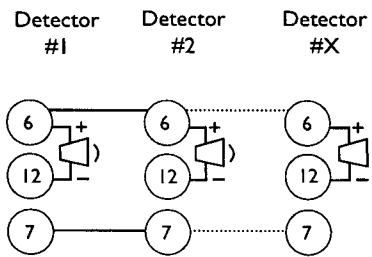 Detector #1
Detector #2
Detector #X
6 + 6 + 6 +
12 – 12 – 12 –
7 7 7